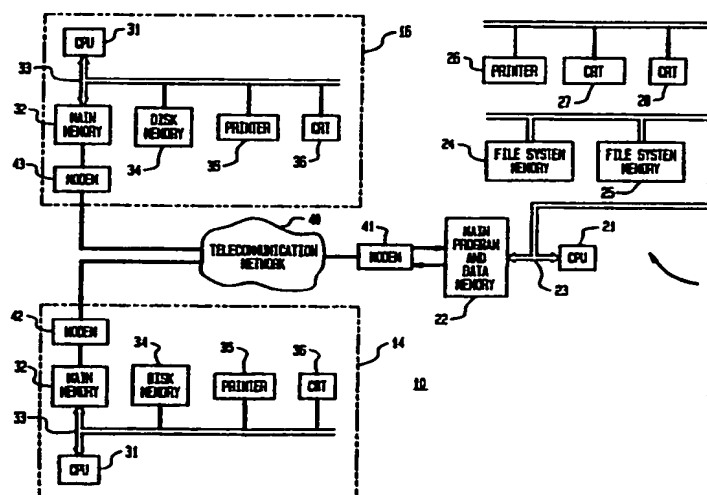 16
CPU
31
33
32
MAIN
MEMORY
DISK
MEMORY
34
PRINTER
35
CRT
36
43
MODEM
26
PRINTER
CRT
27
CRT
28
24
FILE SYSTEM
MEMORY
FILE SYSTEM
MEMORY
25
40
TELECOMMUNICATION
NETWORK
41
MODEM
MAIN
PROGRAM
AND
DATA
MEMORY
22
21
CPU
23
42
MODEM
32
MAIN
MEMORY
34
DISK
MEMORY
35
PRINTER
36
CRT
14
10
33
CPU
31